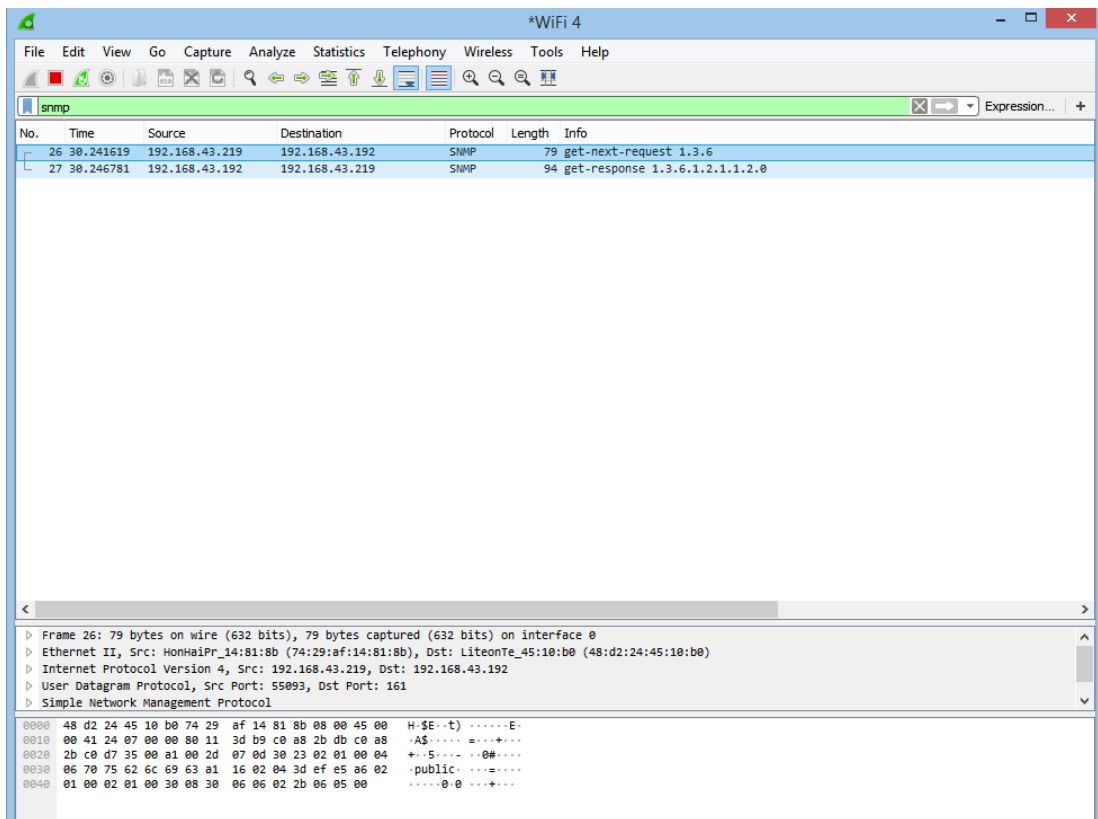 *WiFi 4
File Edit View Go Capture Analyze Statistics Telephony Wireless Tools Help
snmp Expression... +
No. Time Source Destination Protocol Length Info
26 30.241619 192.168.43.219 192.168.43.192 SNMP 79 get-next-request 1.3.6
27 30.246781 192.168.43.192 192.168.43.219 SNMP 94 get-response 1.3.6.1.2.1.1.2.0
Frame 26: 79 bytes on wire (632 bits), 79 bytes captured (632 bits) on interface 0
Ethernet II, Src: HonHaiPr_14:81:8b (74:29:af:14:81:8b), Dst: LiteonTe_45:10:b0 (48:d2:24:45:10:b0)
Internet Protocol Version 4, Src: 192.168.43.219, Dst: 192.168.43.192
User Datagram Protocol, Src Port: 55093, Dst Port: 161
Simple Network Management Protocol
0000 48 d2 24 45 10 b0 74 29 af 14 81 8b 08 00 45 00 H·$E··t) ······E·
0010 00 41 24 07 00 00 80 11 3d b9 c0 a8 2b db c0 a8 ·A$····· =···+···
0020 2b c0 d7 35 00 a1 00 2d 07 0d 30 23 02 01 00 04 +··5···- ··0#····
0030 06 70 75 62 6c 69 63 a1 16 02 04 3d ef e5 a6 02 ·public· ···=····
0040 01 00 02 01 00 30 08 30 06 06 02 2b 06 05 00 ·····0·0 ···+···